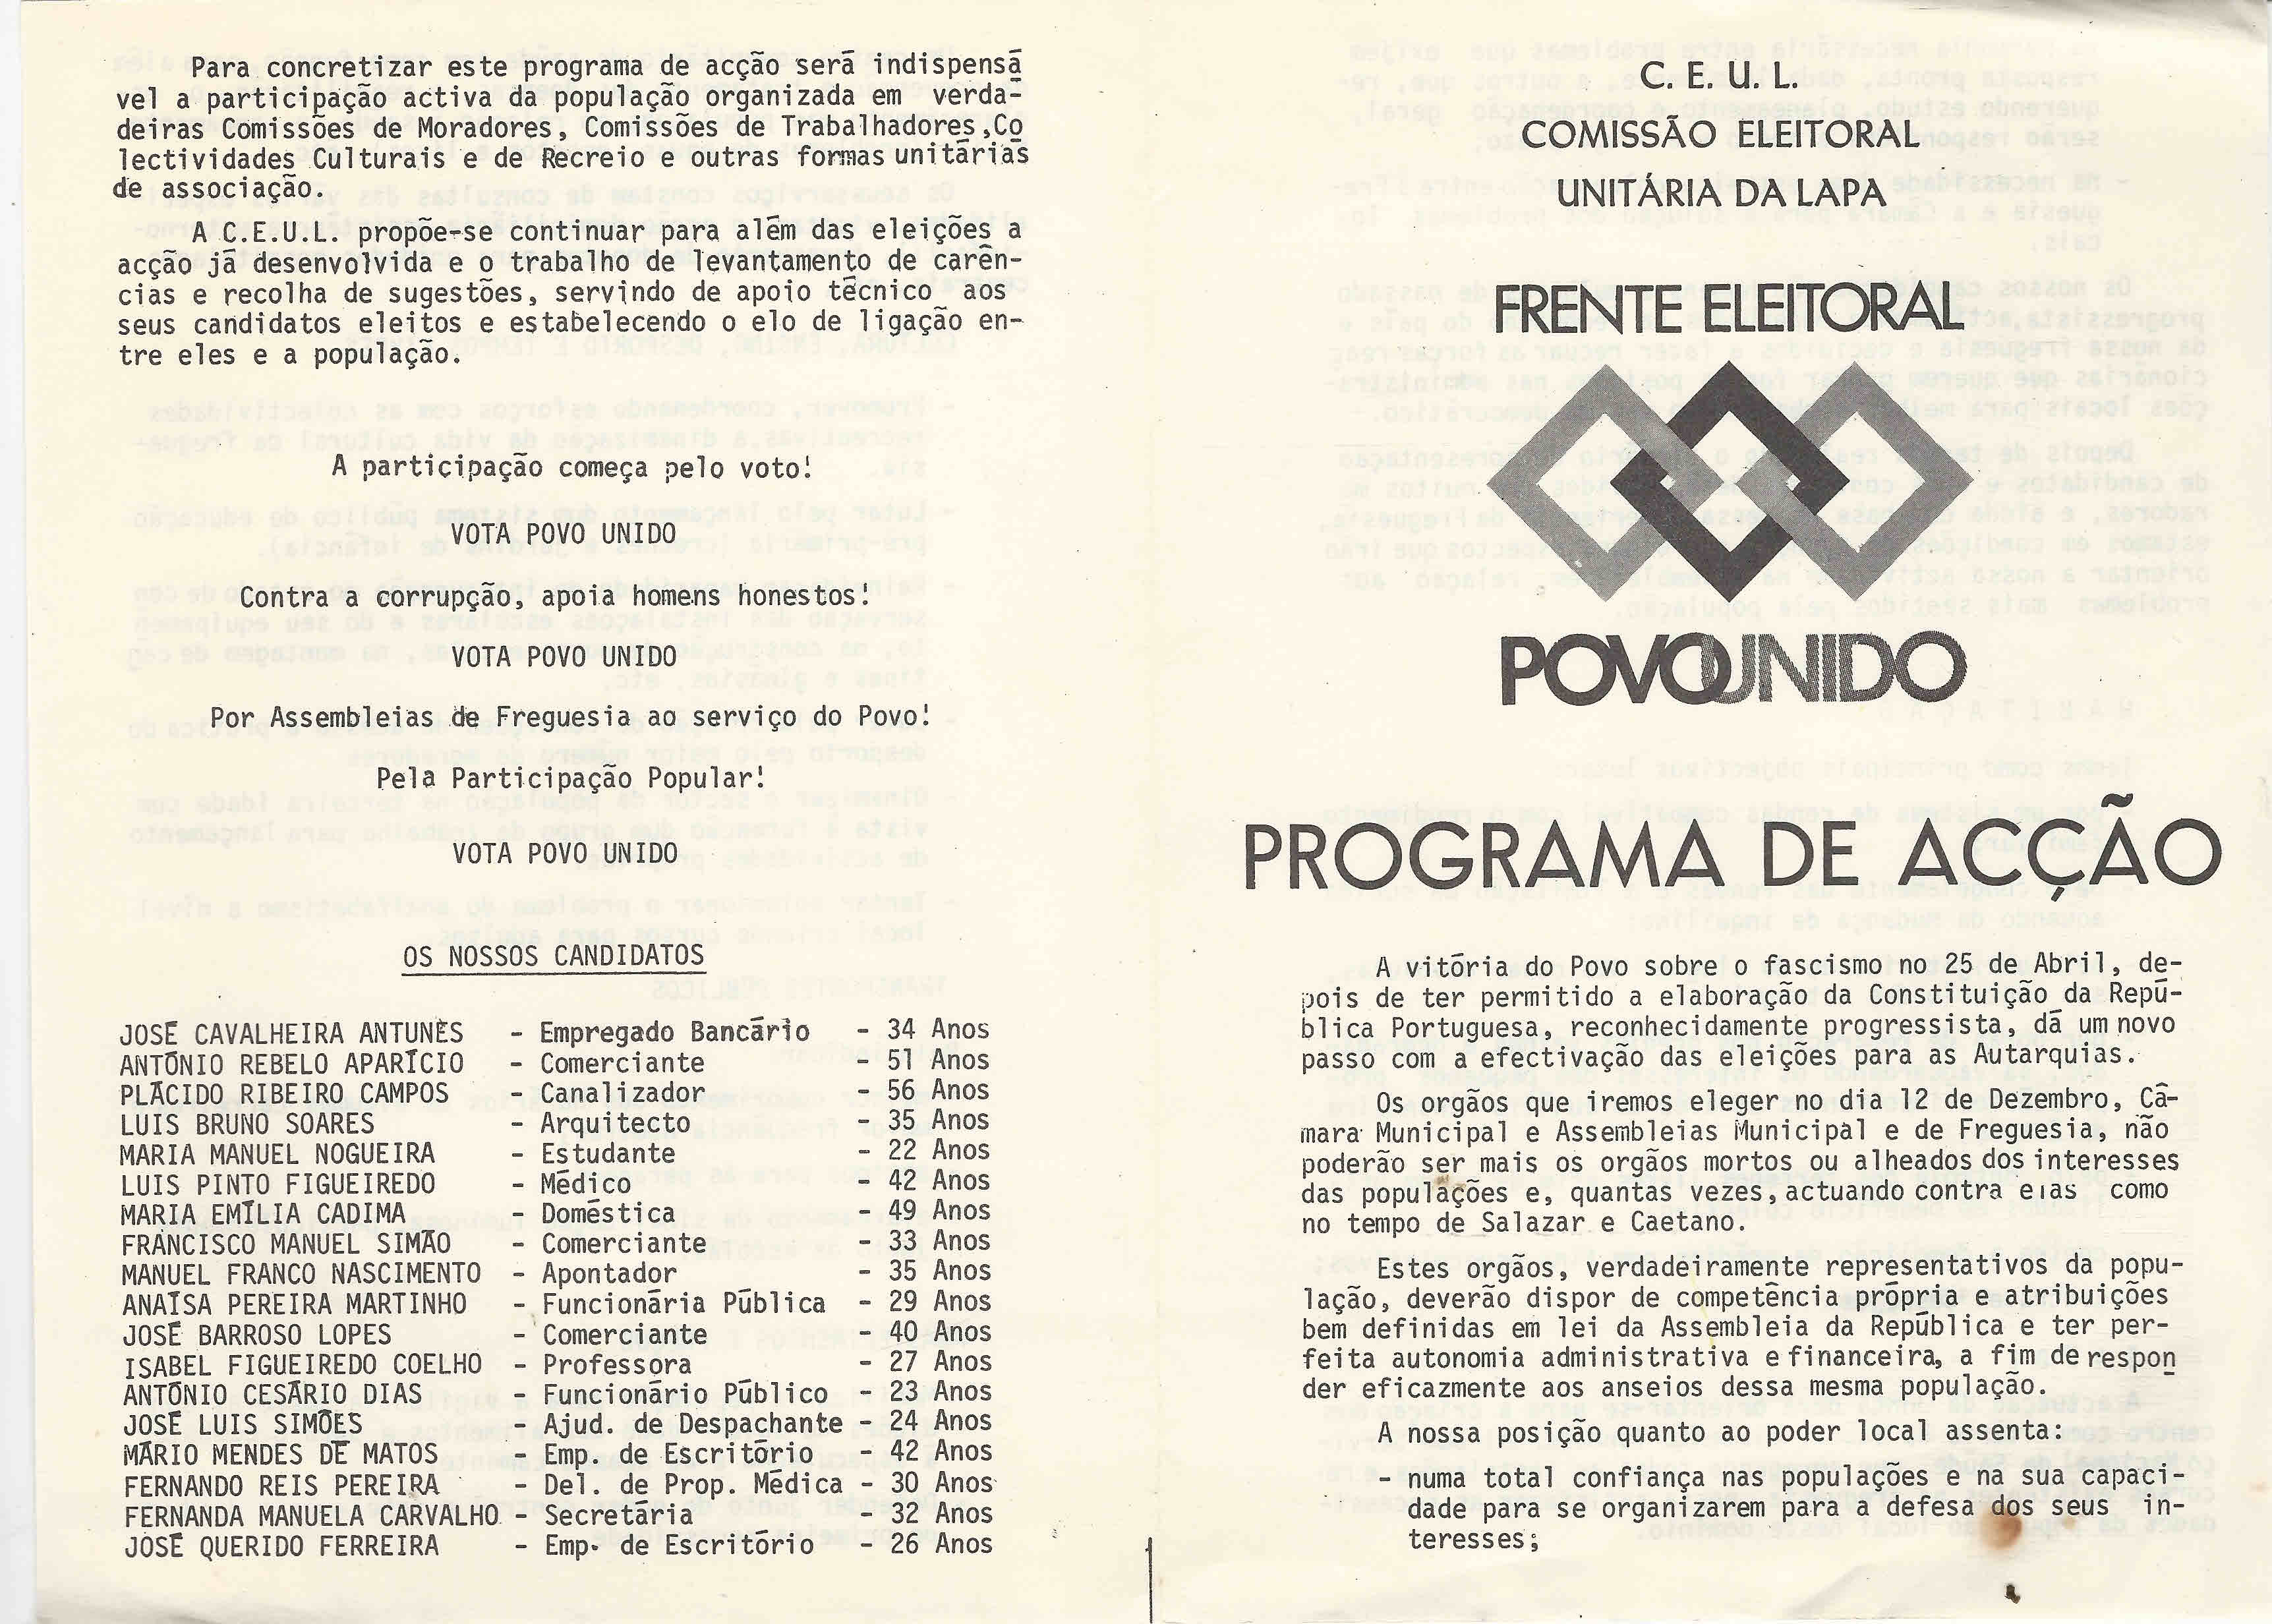 Para concretizar este programa de acção será indispensá
vel a participação activa da população organizada em verda-
deiras Comissões de Moradores, Comissões de Trabalhadores,Co
lectividades Culturais e de Recreio e outras formas unitárias
de associação.
A C.E.U.L. propõe-se continuar para além das eleições a
acção já desenvolvida e o trabalho de levantamento de carên-
cias e recolha de sugestões, servindo de apoio técnico aos
seus candidatos eleitos e estabelecendo o elo de ligação en-
tre eles e a população.
A participação começa pelo voto!
VOTA POVO UNIDO
Contra a corrupção, apoia homens honestos!
VOTA POVO UNIDO
Por Assembleias de Freguesia ao serviço do Povo!
Pela Participação Popular!
VOTA POVO UNIDO
OS NOSSOS CANDIDATOS
JOSÉ CAVALHEIRA ANTUNES - Empregado Bancário - 34 Anos
ANTÓNIO REBELO APARÍCIO - Comerciante - 51 Anos
PLÁCIDO RIBEIRO CAMPOS - Canalizador - 56 Anos
LUIS BRUNO SOARES - Arquitecto - 35 Anos
MARIA MANUEL NOGUEIRA - Estudante - 22 Anos
LUIS PINTO FIGUEIREDO - Médico - 42 Anos
MARIA EMÍLIA CADIMA - Doméstica - 49 Anos
FRANCISCO MANUEL SIMÃO - Comerciante - 33 Anos
MANUEL FRANCO NASCIMENTO - Apontador - 35 Anos
ANAÍSA PEREIRA MARTINHO - Funcionária Pública - 29 Anos
JOSÉ BARROSO LOPES - Comerciante - 40 Anos
ISABEL FIGUEIREDO COELHO - Professora - 27 Anos
ANTÓNIO CESÁRIO DIAS - Funcionário Público - 23 Anos
JOSÉ LUIS SIMÕES - Ajud. de Despachante - 24 Anos
MÁRIO MENDES DE MATOS - Emp. de Escritório - 42 Anos
FERNANDO REIS PEREIRA - Del. de Prop. Médica - 30 Anos
FERNANDA MANUELA CARVALHO - Secretária - 32 Anos
JOSÉ QUERIDO FERREIRA - Emp. de Escritório - 26 Anos
C. E. U. L.
COMISSÃO ELEITORAL
UNITÁRIA DA LAPA
FRENTE ELEITORAL
POVO UNIDO
PROGRAMA DE ACÇÃO
A vitória do Povo sobre o fascismo no 25 de Abril, de-
pois de ter permitido a elaboração da Constituição da Repú-
blica Portuguesa, reconhecidamente progressista, dá um novo
passo com a efectivação das eleições para as Autarquias.
Os orgãos que iremos eleger no dia 12 de Dezembro, Câ-
mara Municipal e Assembleias Municipal e de Freguesia, não
poderão ser mais os orgãos mortos ou alheados dos interesses
das populações e, quantas vezes, actuando contra elas como
no tempo de Salazar e Caetano.
Estes orgãos, verdadeiramente representativos da popu-
lação, deverão dispor de competência própria e atribuições
bem definidas em lei da Assembleia da República e ter per-
feita autonomia administrativa e financeira, a fim de respon
der eficazmente aos anseios dessa mesma população.
A nossa posição quanto ao poder local assenta:
- numa total confiança nas populações e na sua capaci-
dade para se organizarem para a defesa dos seus in-
teresses;